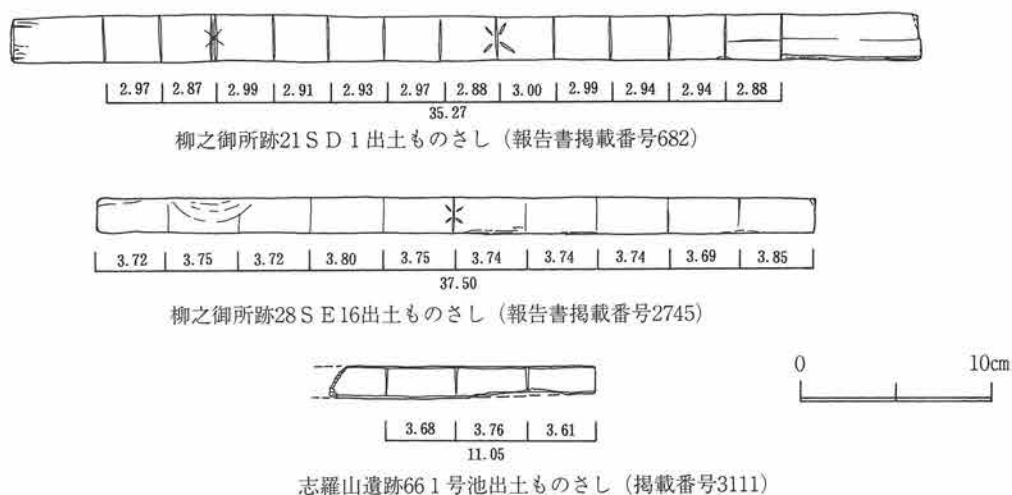 2.97 2.87 2.99 2.91 2.93 2.97 2.88 3.00 2.99 2.94 2.94 2.88
35.27
柳之御所跡21SD1出土ものさし（報告書掲載番号682）
3.72 3.75 3.72 3.80 3.75 3.74 3.74 3.74 3.69 3.85
37.50
柳之御所跡28SE16出土ものさし（報告書掲載番号2745）
0 10cm
3.68 3.76 3.61
11.05
志羅山遺跡66 1号池出土ものさし（掲載番号3111）